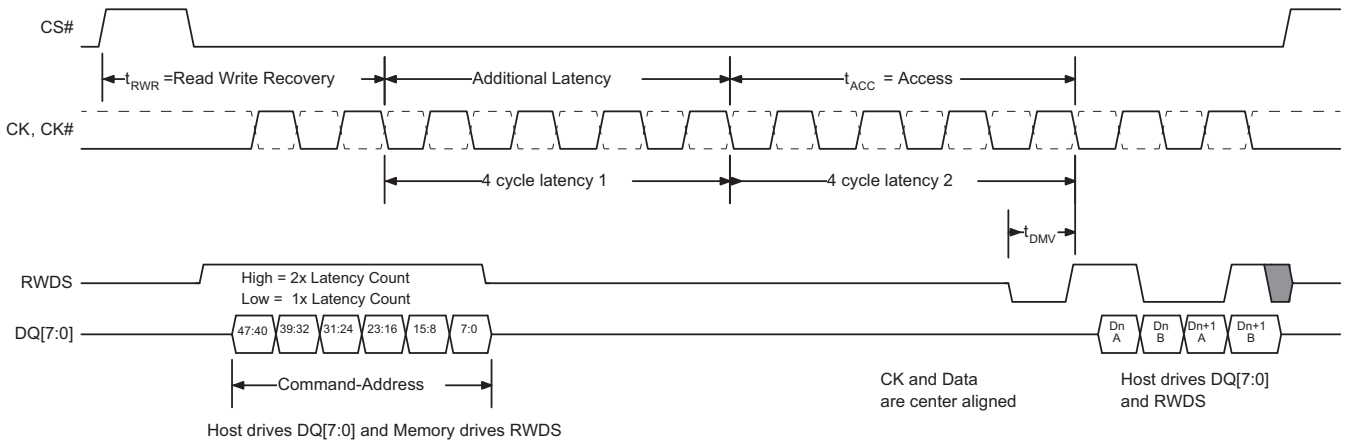 CS#
tRWR =Read Write Recovery
Additional Latency
tACC = Access
CK, CK#
4 cycle latency 1
4 cycle latency 2
tDMV
RWDS
High = 2x Latency Count
Low = 1x Latency Count
DQ[7:0]
47:40
39:32
31:24
23:16
15:8
7:0
Dn
A
Dn
B
Dn+1
A
Dn+1
B
Command-Address
CK and Data
are center aligned
Host drives DQ[7:0]
and RWDS
Host drives DQ[7:0] and Memory drives RWDS